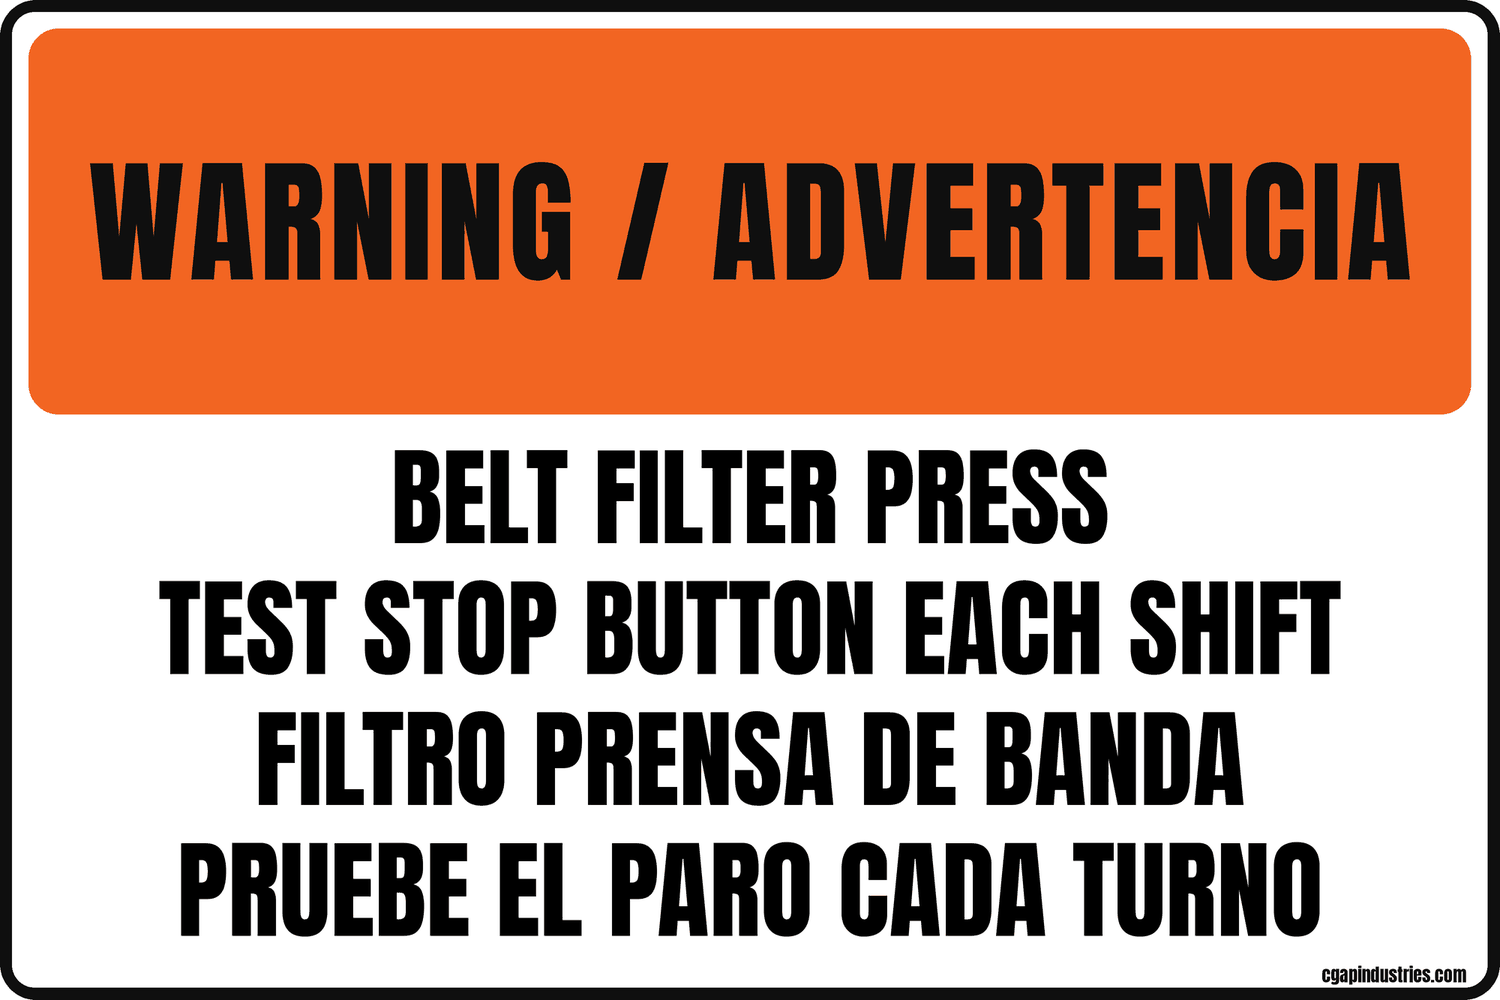 WARNING / ADVERTENCIA
BELT FILTER PRESS
TEST STOP BUTTON EACH SHIFT
FILTRO PRENSA DE BANDA
PRUEBE EL PARO CADA TURNO
cgapindustries.com